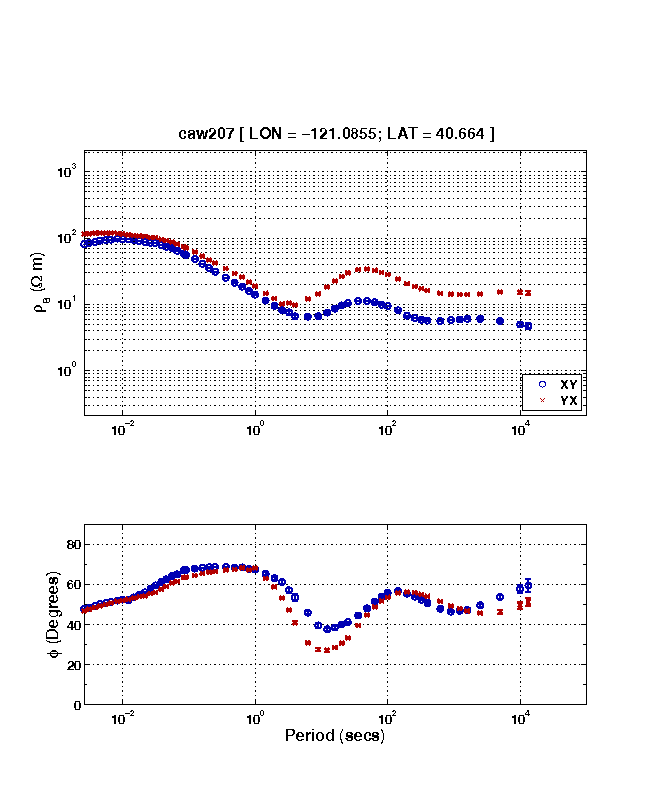 caw207 [ LON = −121.0855; LAT = 40.664 ]
ρa (Ω m)
10³
10²
10¹
10⁰
10⁻² 10⁰ 10² 10⁴
XY
YX
φ (Degrees)
80
60
40
20
0
10⁻² 10⁰ 10² 10⁴
Period (secs)